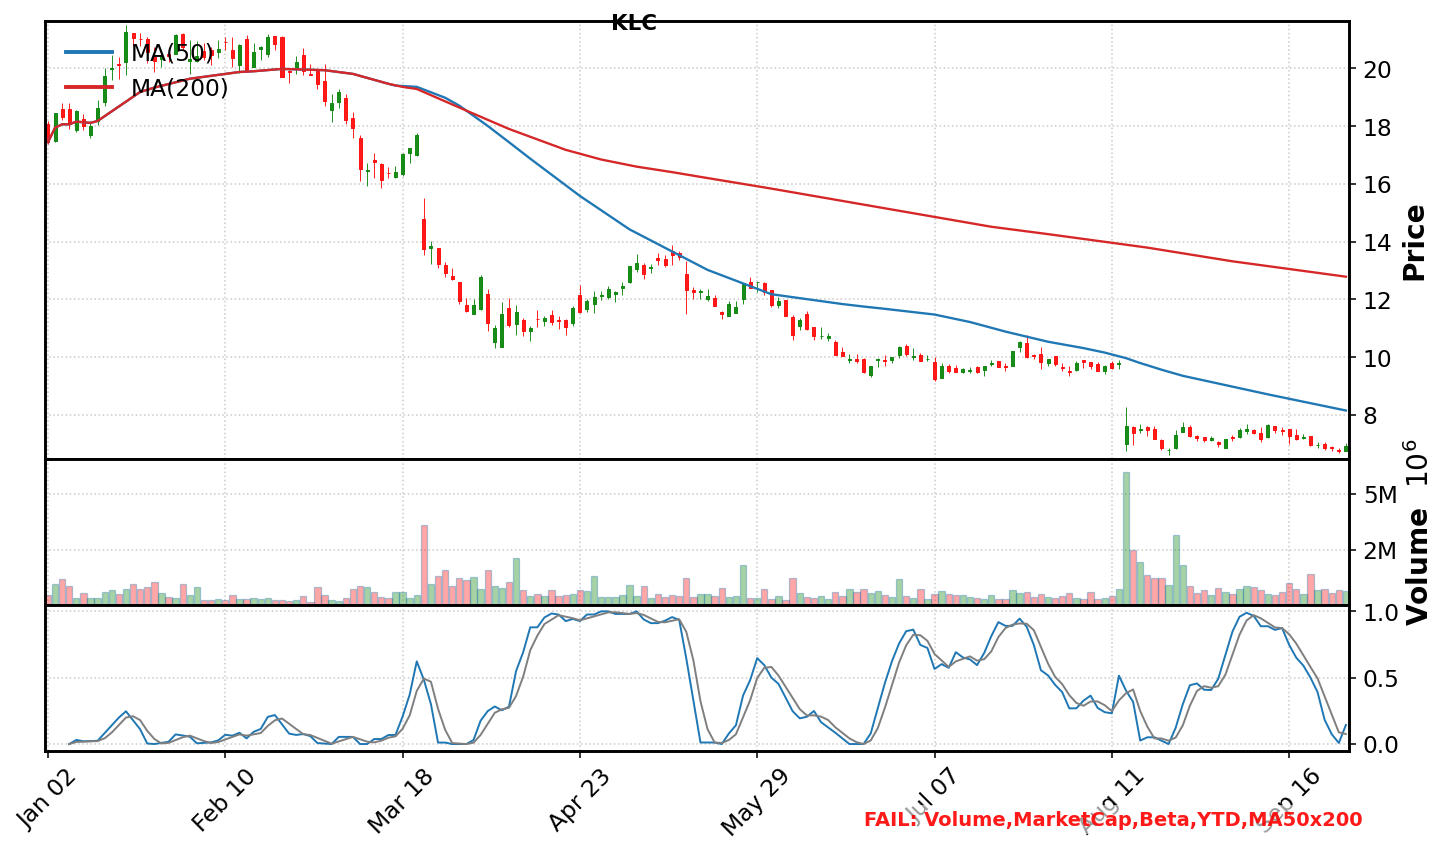 KLC
MA(50)
MA(200)
20
18
16
14
12
10
8
Price
5M
2M
Volume 10^6
1.0
0.5
0.0
Jan 02
Feb 10
Mar 18
Apr 23
May 29
Jul 07
Aug 11
Sep 16
FAIL: Volume,MarketCap,Beta,YTD,MA50x200